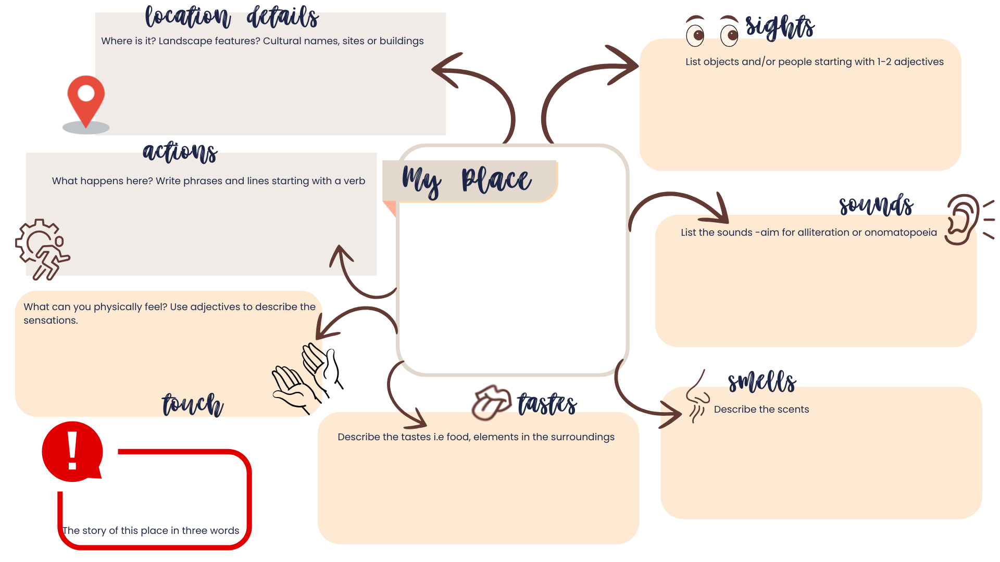 location details
Where is it? Landscape features? Cultural names, sites or buildings
sights
List objects and/or people starting with 1-2 adjectives
actions
What happens here? Write phrases and lines starting with a verb
My Place
sounds
List the sounds -aim for alliteration or onomatopoeia
What can you physically feel? Use adjectives to describe the
sensations.
touch
tastes
Describe the tastes i.e food, elements in the surroundings
smells
Describe the scents
!
The story of this place in three words